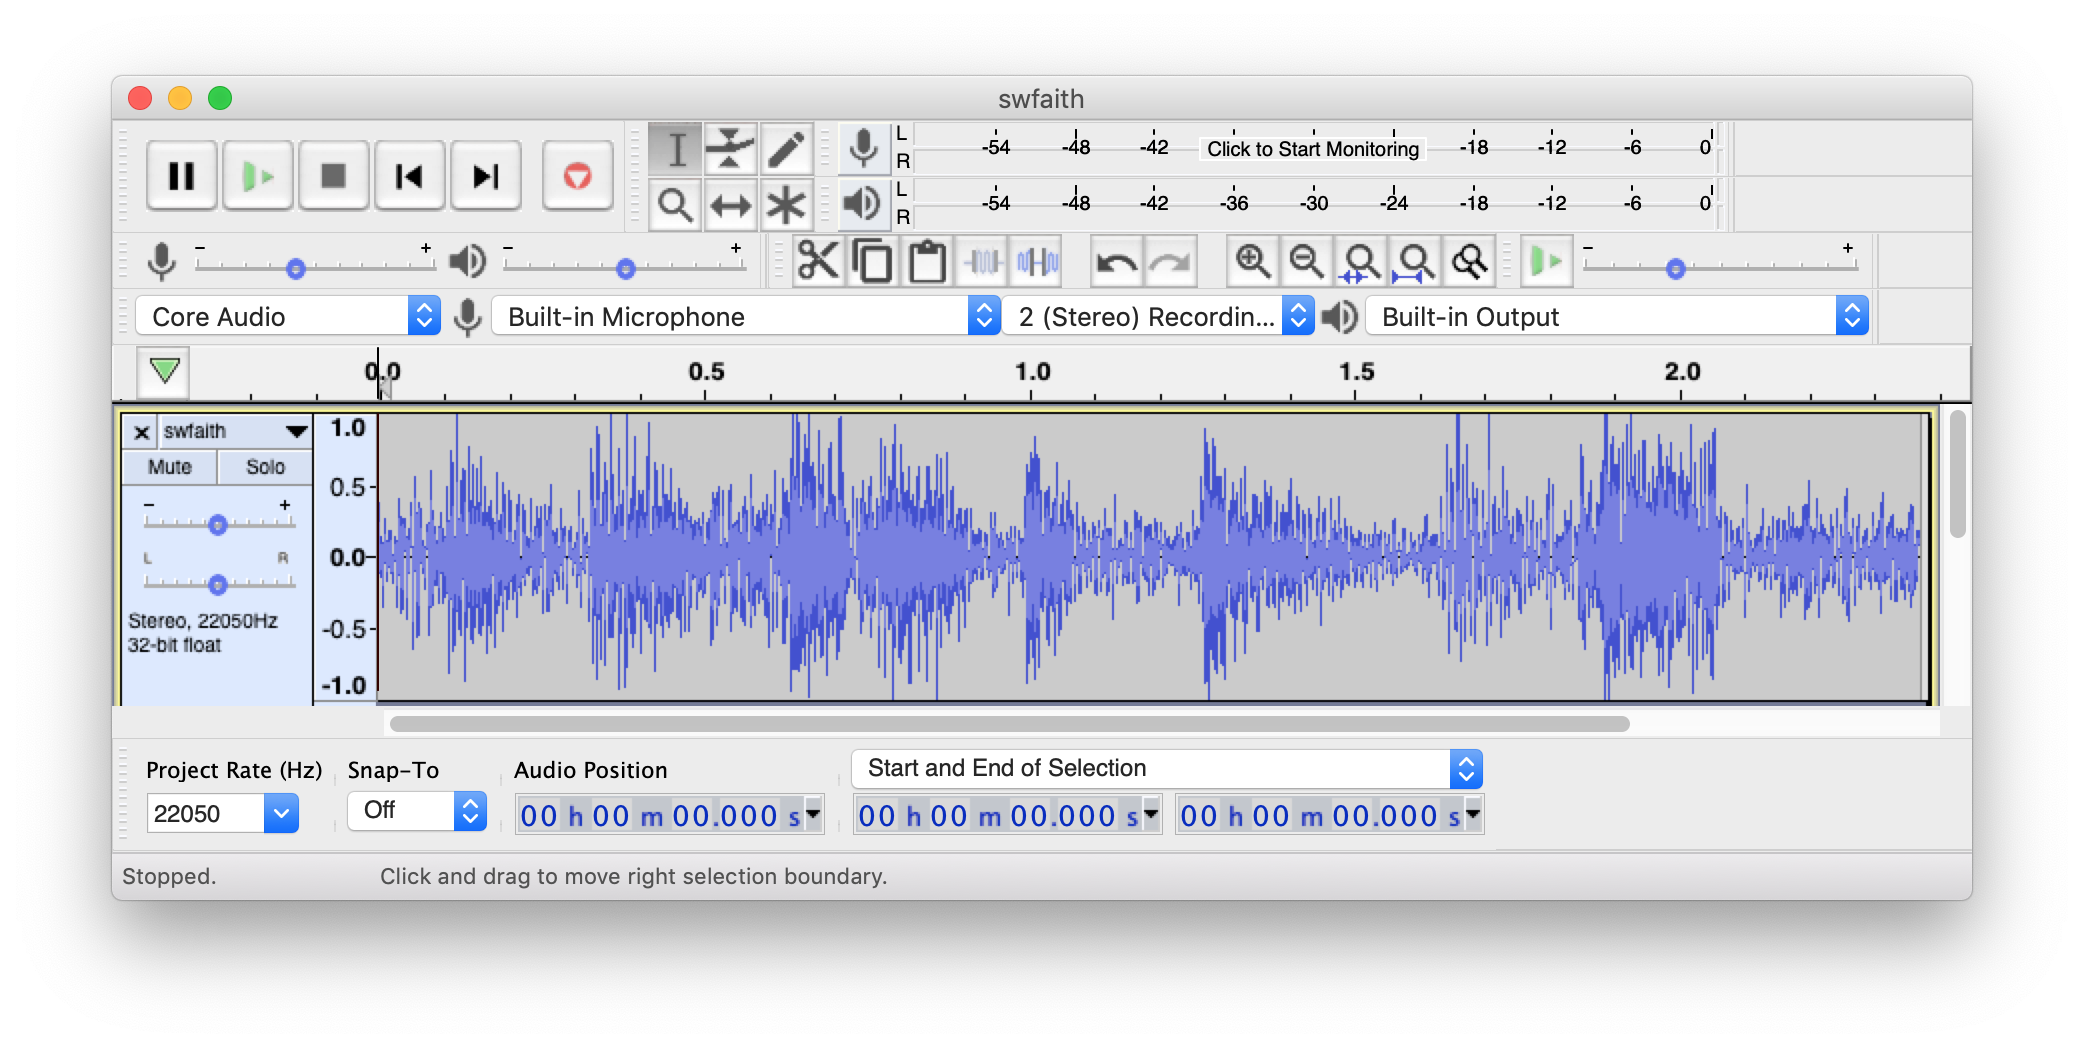 swfaith
L
R
-54 -48 -42 Click to Start Monitoring -18 -12 -6 0
L
R
-54 -48 -42 -36 -30 -24 -18 -12 -6 0
- + - + - +
Core Audio Built-in Microphone 2 (Stereo) Recordin... Built-in Output
0.0 0.5 1.0 1.5 2.0
x swfaith
Mute Solo
- +
L R
Stereo, 22050Hz
32-bit float
1.0
0.5
0.0
-0.5
-1.0
Project Rate (Hz) Snap-To Audio Position Start and End of Selection
22050 Off 00 h 00 m 00.000 s 00 h 00 m 00.000 s 00 h 00 m 00.000 s
Stopped. Click and drag to move right selection boundary.